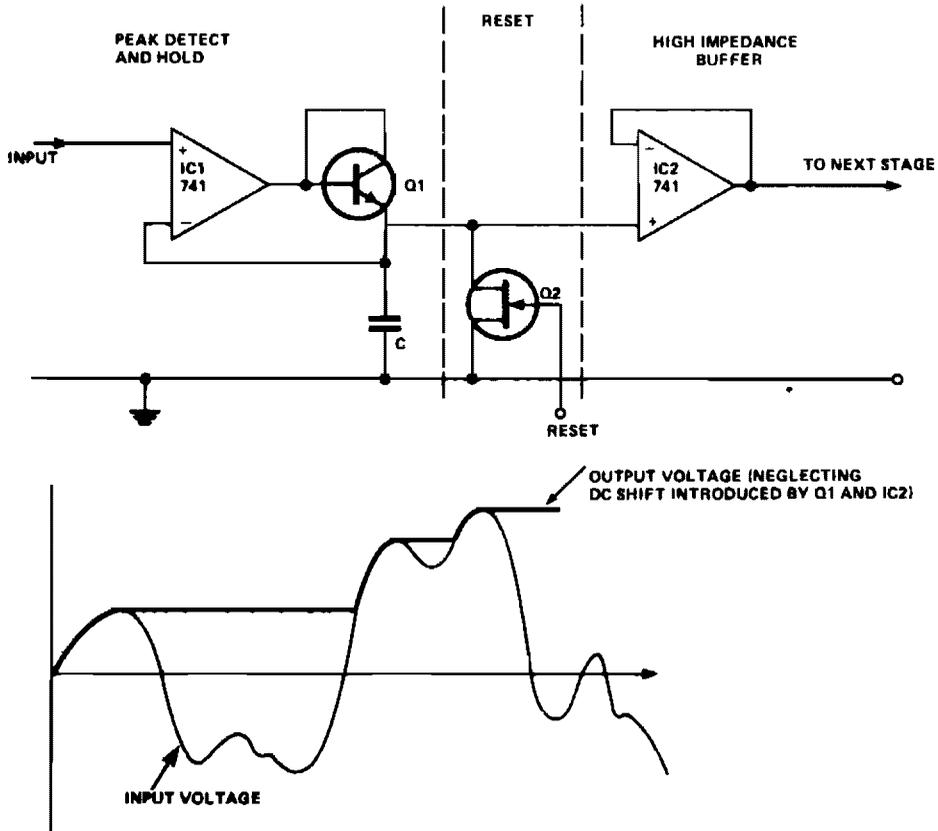 RESET
PEAK DETECT
AND HOLD
HIGH IMPEDANCE
BUFFER
INPUT
+
IC1
741
−
Q1
−
IC2
741
+
TO NEXT STAGE
Q2
C
RESET
OUTPUT VOLTAGE (NEGLECTING
DC SHIFT INTRODUCED BY Q1 AND IC2)
INPUT VOLTAGE